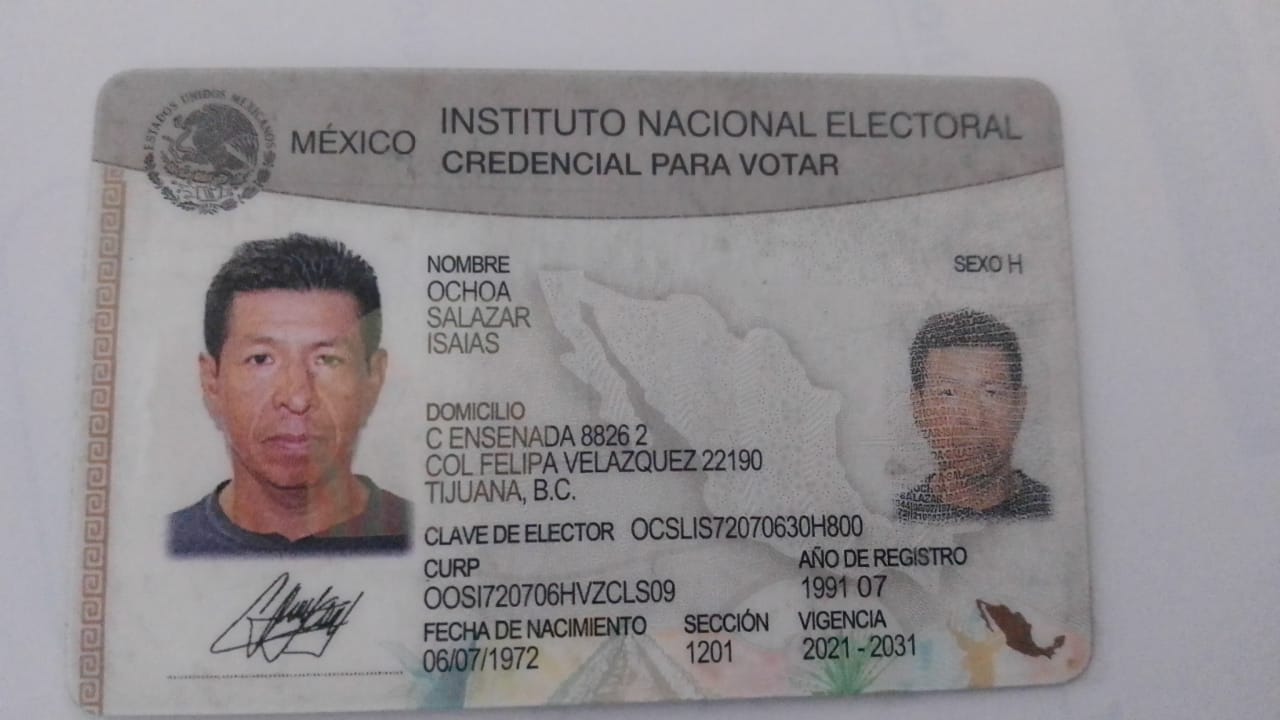 ESTADOS UNIDOS MEXICANOS
MÉXICO
INSTITUTO NACIONAL ELECTORAL
CREDENCIAL PARA VOTAR
NOMBRE
OCHOA
SALAZAR
ISAIAS
SEXO H
DOMICILIO
C ENSENADA 8826 2
COL FELIPA VELAZQUEZ 22190
TIJUANA, B.C.
CLAVE DE ELECTOR OCSLIS72070630H800
CURP
OOSI720706HVZCLS09
AÑO DE REGISTRO
1991 07
FECHA DE NACIMIENTO
06/07/1972
SECCIÓN
1201
VIGENCIA
2021 - 2031